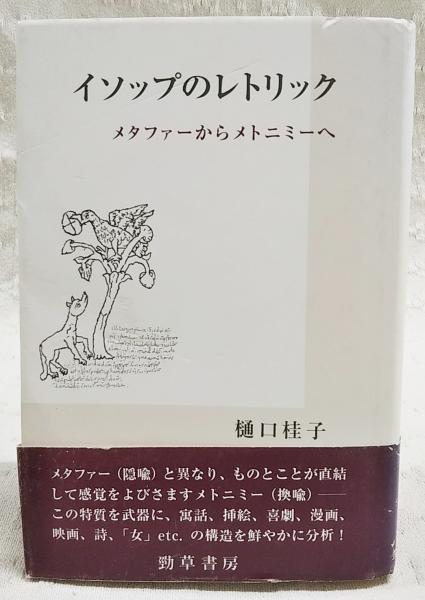 イソップのレトリック
メタファーからメトニミーへ
樋口桂子
メタファー（隠喩）と異なり、ものとことが直結
して感覚をよびさますメトニミー（換喩）――
この特質を武器に、寓話、挿絵、喜劇、漫画、
映画、詩、「女」etc. の構造を鮮やかに分析！
勁草書房